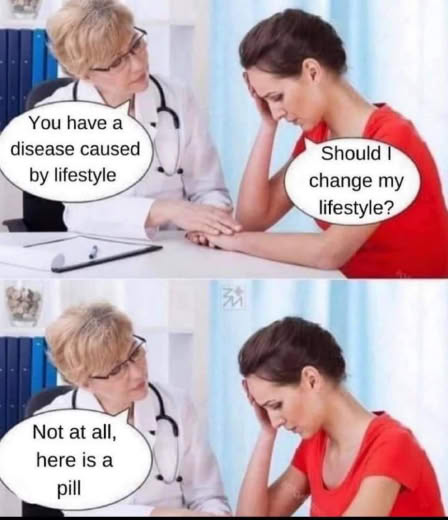 You have a
disease caused
by lifestyle
Should I
change my
lifestyle?
Not at all,
here is a
pill